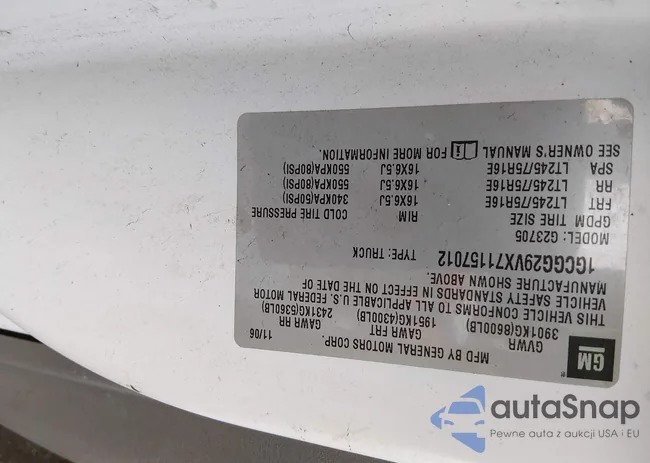 GM
MFD BY GENERAL MOTORS CORP.
11/06
GVWR GAWR FRT GAWR RR
3901KG(8600LB) 1951KG(4300LB) 2431KG(5360LB)
THIS VEHICLE CONFORMS TO ALL APPLICABLE U.S. FEDERAL MOTOR
VEHICLE SAFETY STANDARDS IN EFFECT ON THE DATE OF
MANUFACTURE SHOWN ABOVE.
1GCGG29VX71157012 TYPE: TRUCK
MODEL: G23705
GPDM TIRE SIZE RIM COLD TIRE PRESSURE
FRT LT245/75R16E 16X6.5J 340KPA(80PSI)
RR LT245/75R16E 16X6.5J 550KPA(80PSI)
SPA LT245/75R16E 16X6.5J 550KPA(80PSI)
SEE OWNER'S MANUAL FOR MORE INFORMATION.
autaSnap
Pewne auta z aukcji USA i EU